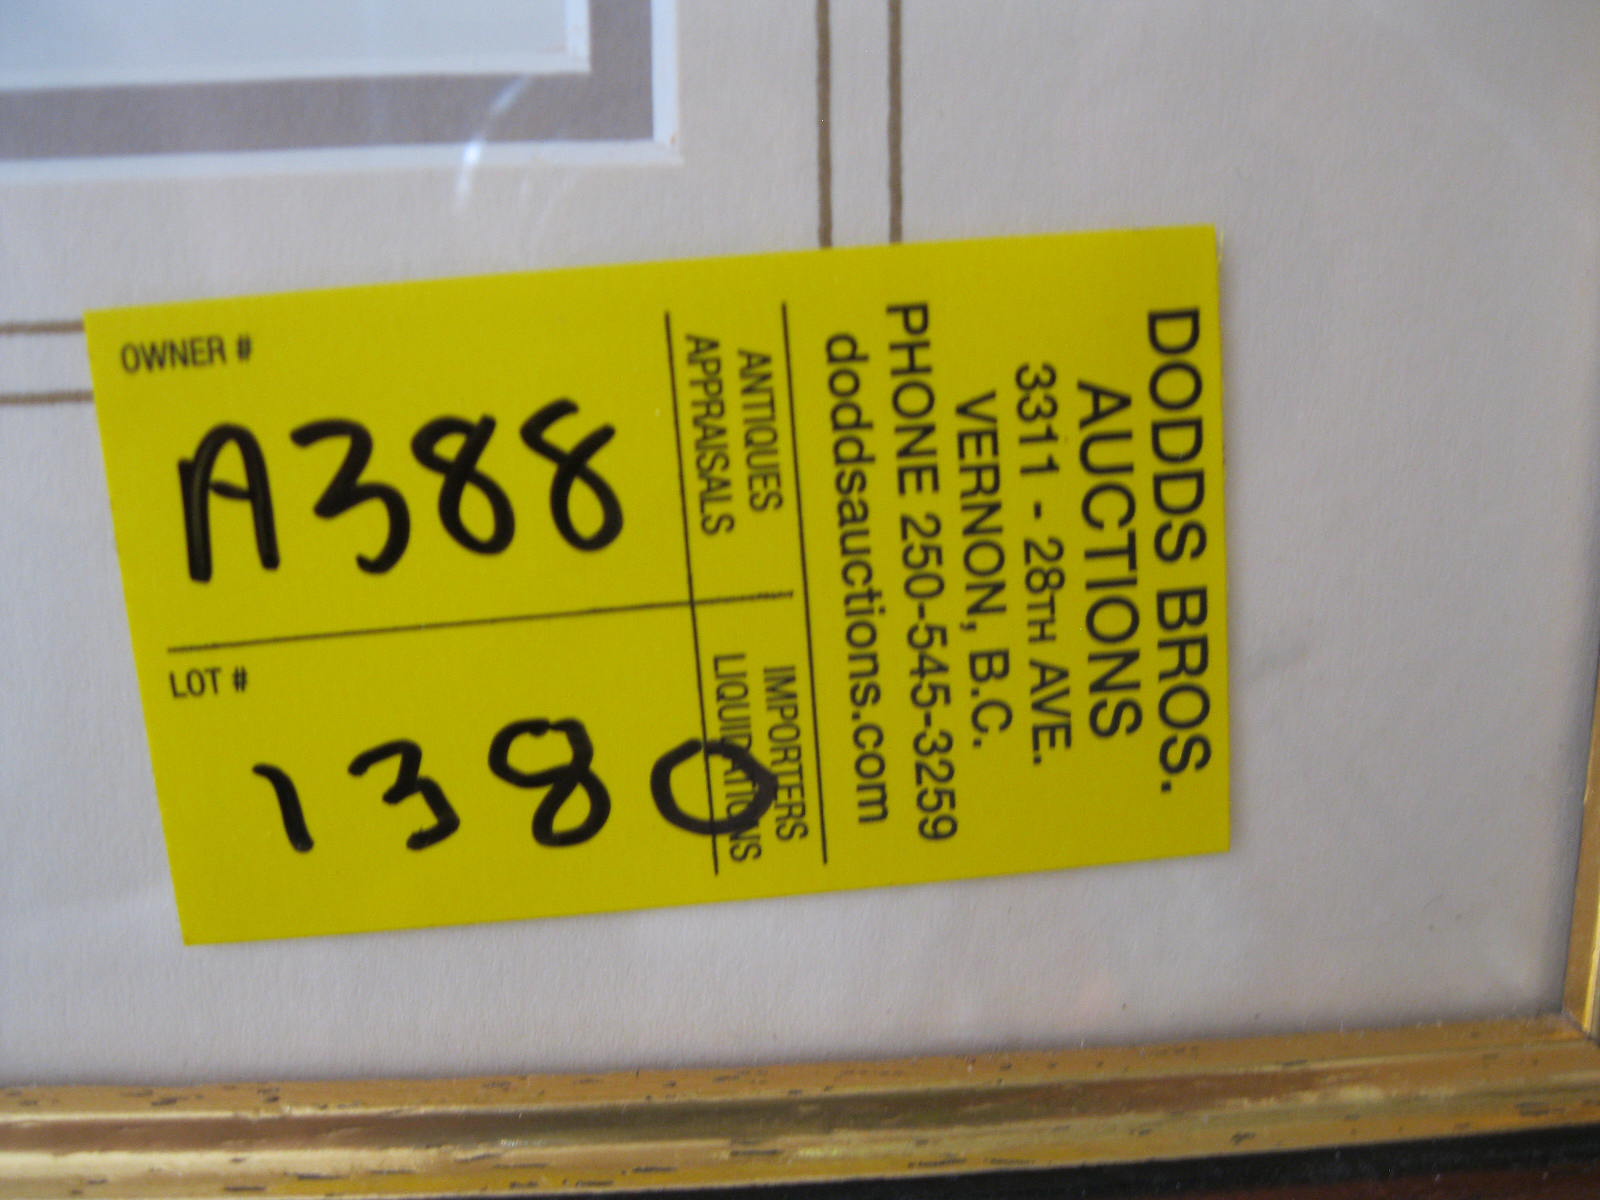 DODDS BROS.
AUCTIONS
3311 - 28TH AVE.
VERNON, B.C.
PHONE 250-545-3259
doddsauctions.com
ANTIQUES
APPRAISALS
IMPORTERS
LIQUIDATIONS
OWNER #
A388
LOT #
1380